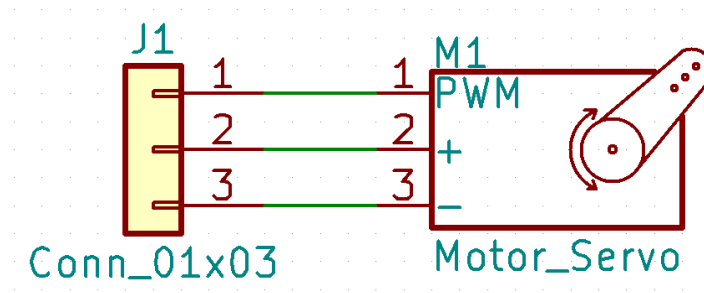 J1
M1
1
1
PWM
2
2
+
3
3
-
Conn_01x03
Motor_Servo